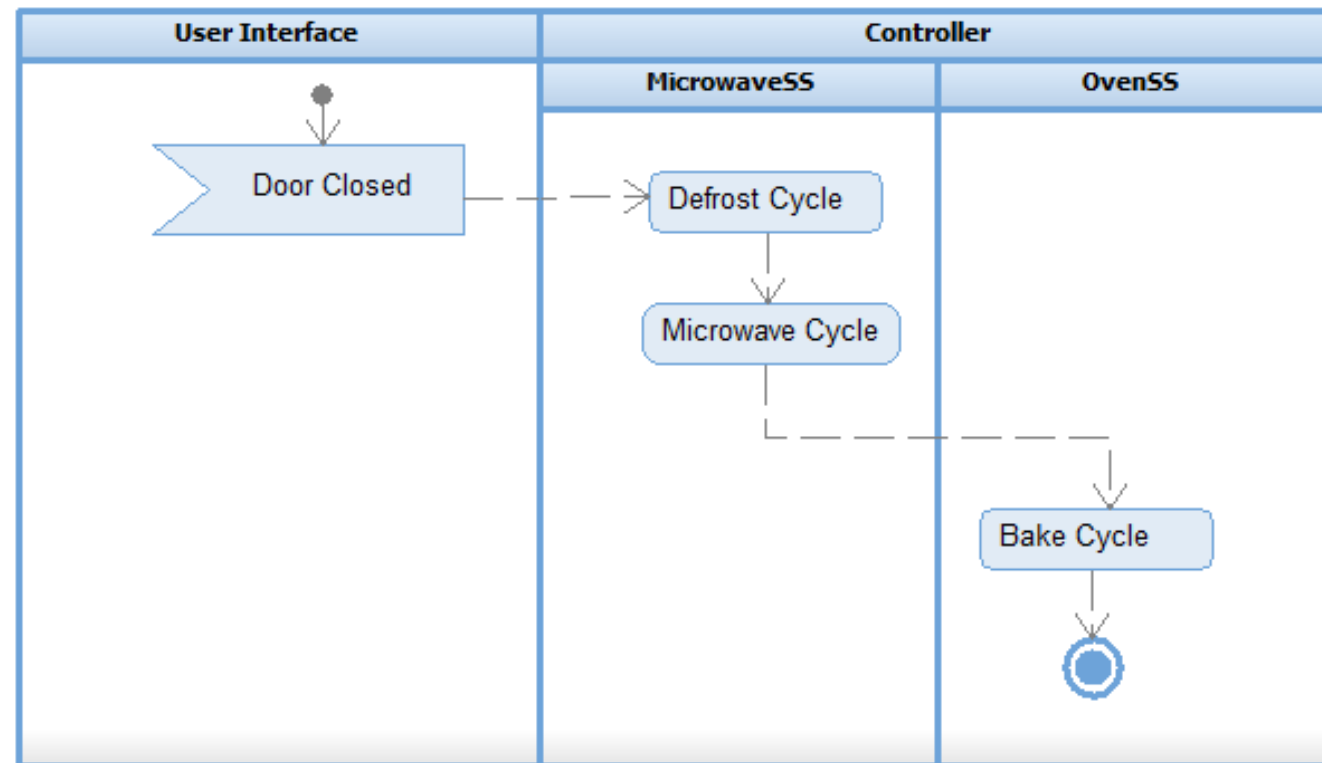 User Interface
Controller
MicrowaveSS
OvenSS
Door Closed
Defrost Cycle
Microwave Cycle
Bake Cycle